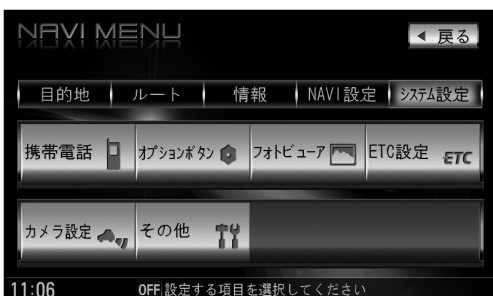 NAVI MENU
戻る
目的地 ルート 情報 NAVI設定 システム設定
携帯電話 オプションボタン フォトビューア ETC設定 ETC
カメラ設定 その他
11:06 OFF 設定する項目を選択してください